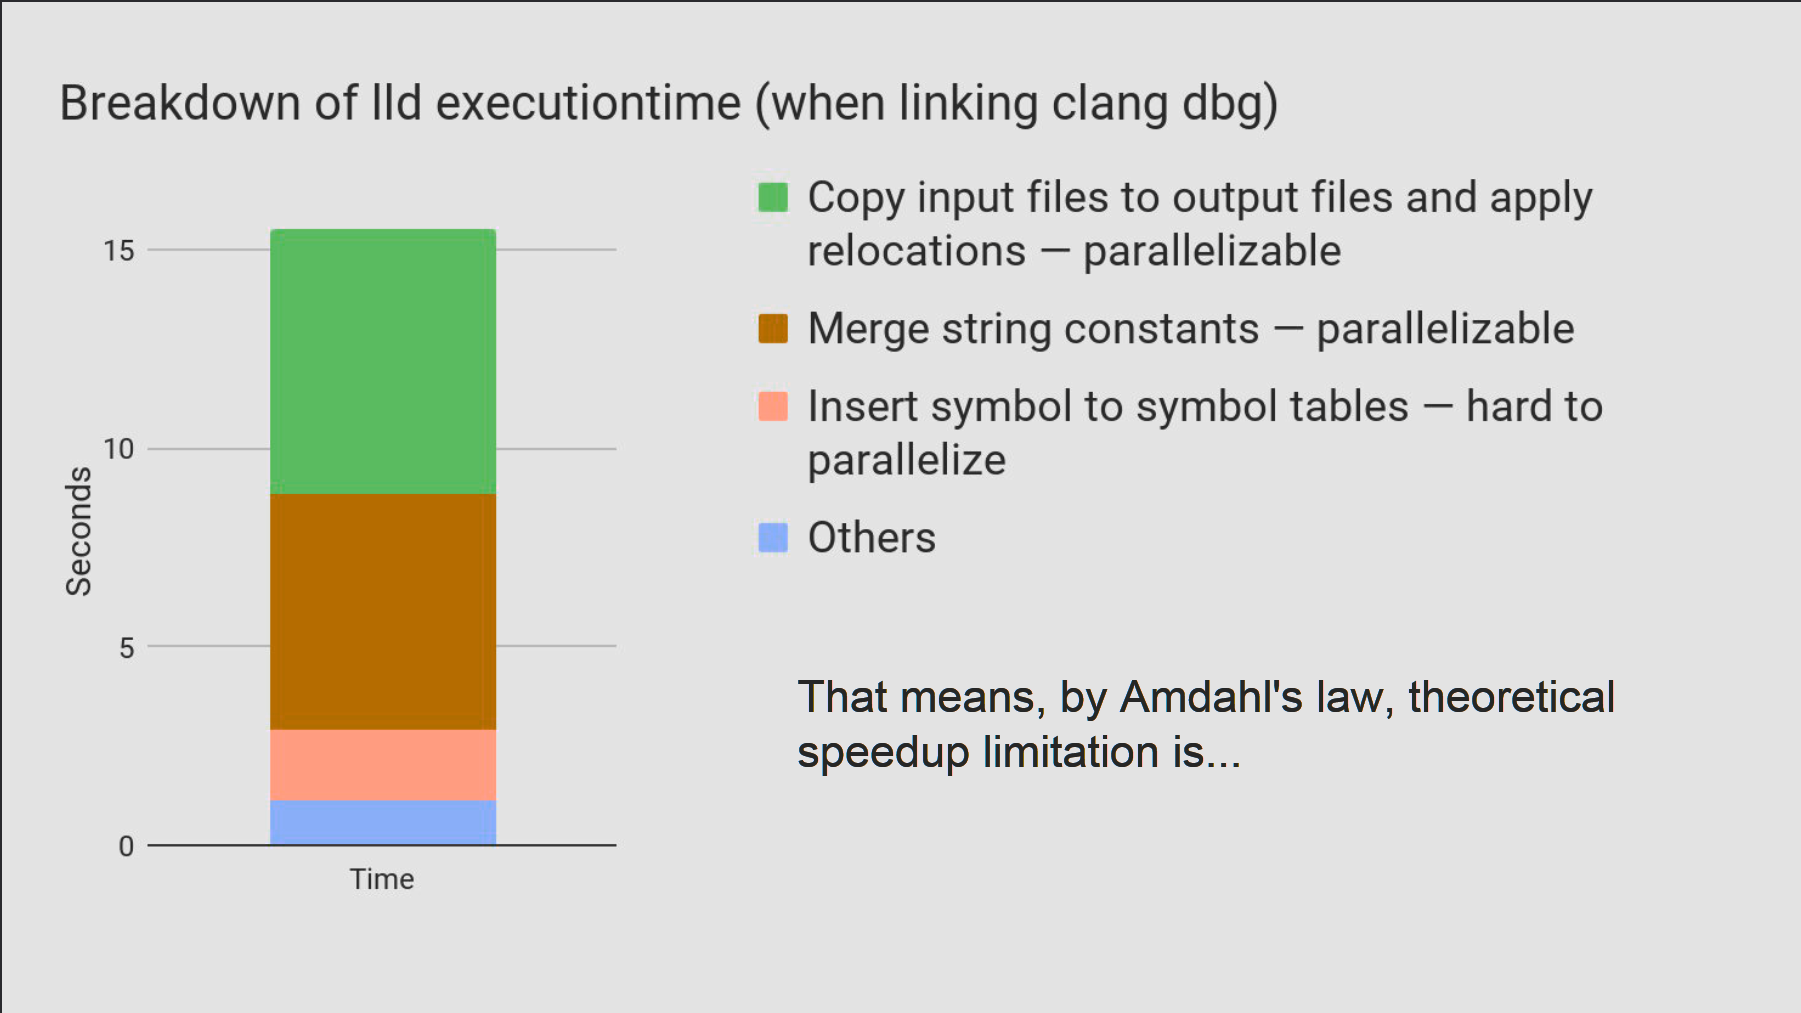 Breakdown of lld executiontime (when linking clang dbg)
Copy input files to output files and apply
relocations — parallelizable
Merge string constants — parallelizable
Insert symbol to symbol tables — hard to
parallelize
Others
15
10
5
0
Seconds
Time
That means, by Amdahl's law, theoretical
speedup limitation is...